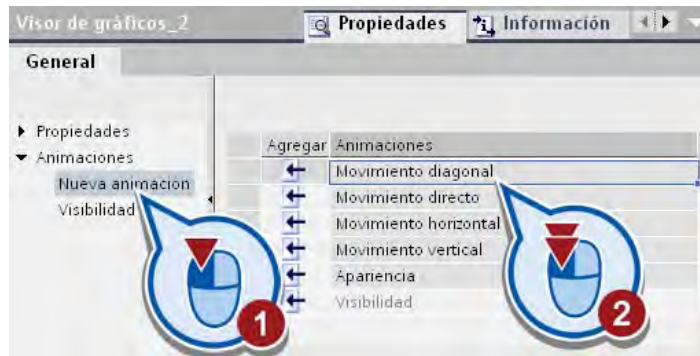 Visor de gráficos_2
Propiedades
Información
General
Propiedades
Animaciones
Nueva animacion
Visibilidad
Agregar Animaciones
Movimiento diagonal
Movimiento directo
Movimiento horizontal
Movimiento vertical
Apariencia
Visibilidad
1
2